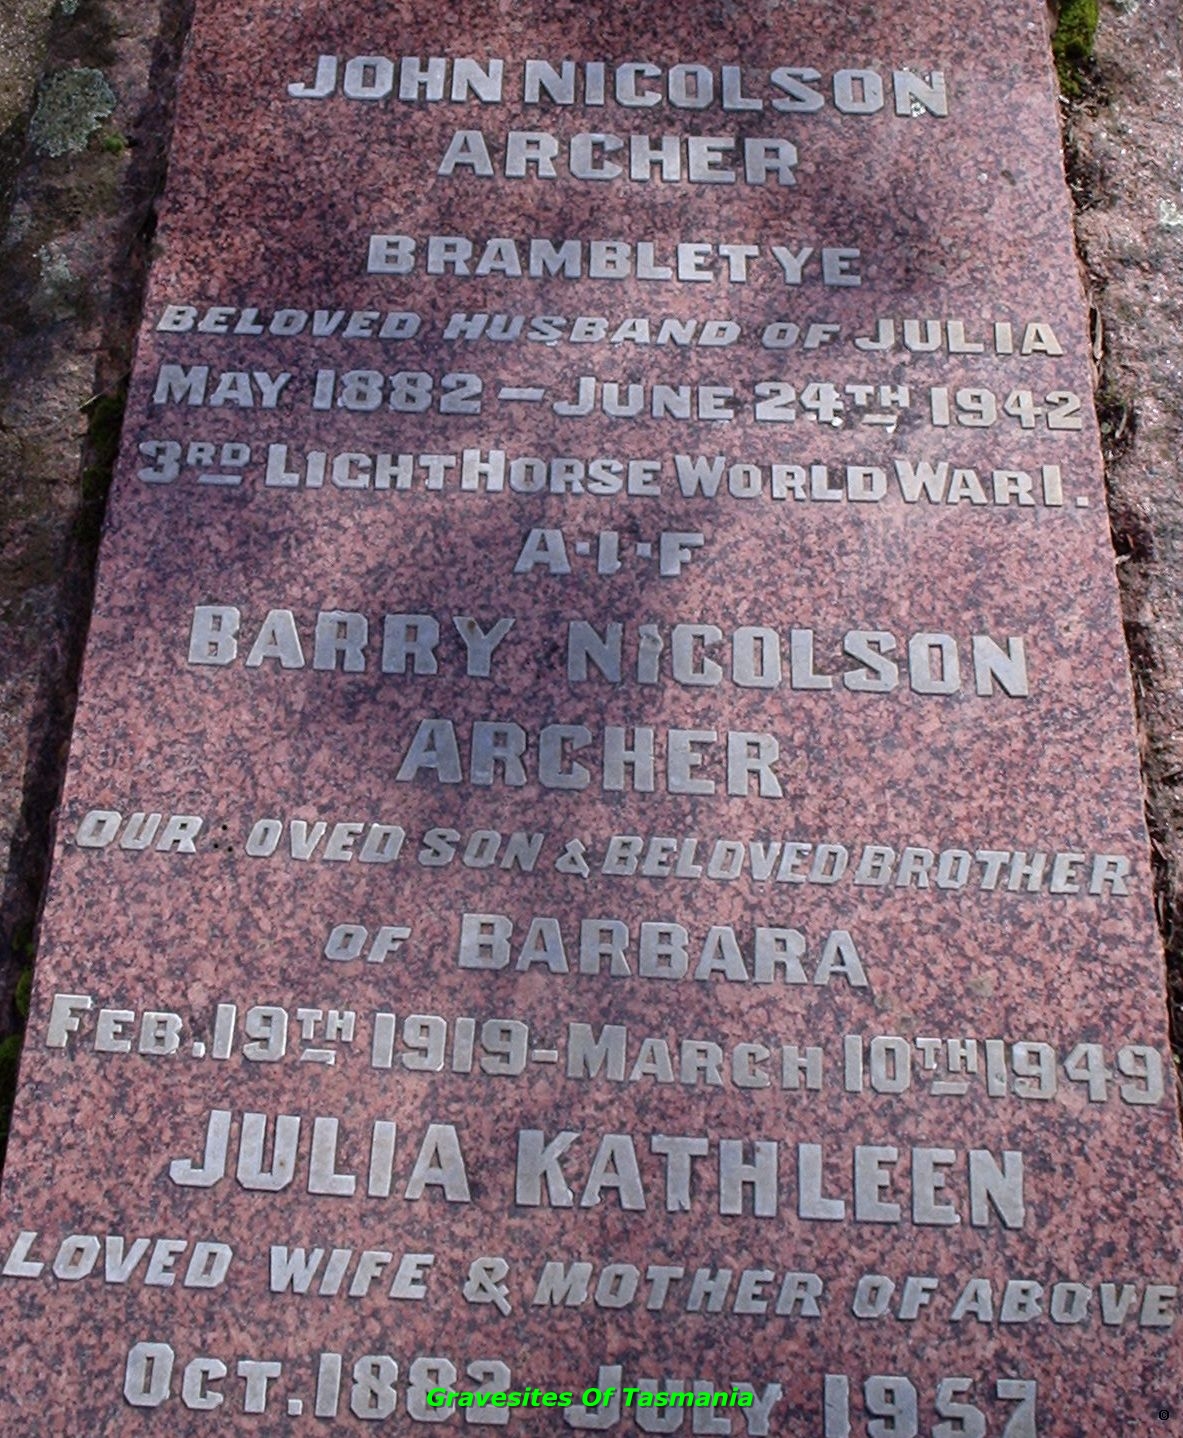 JOHN NICOLSON
ARCHER
BRAMBLETYE
BELOVED HUSBAND OF JULIA
MAY 1882 – JUNE 24TH 1942
3RD LIGHT HORSE WORLD WAR I.
A·I·F
BARRY NICOLSON
ARCHER
OUR OVED SON & BELOVED BROTHER
OF BARBARA
FEB. 19TH 1919 - MARCH 10TH 1949
JULIA KATHLEEN
LOVED WIFE & MOTHER OF ABOVE
OCT. 1882 JULY 1957
Gravesites Of Tasmania
©